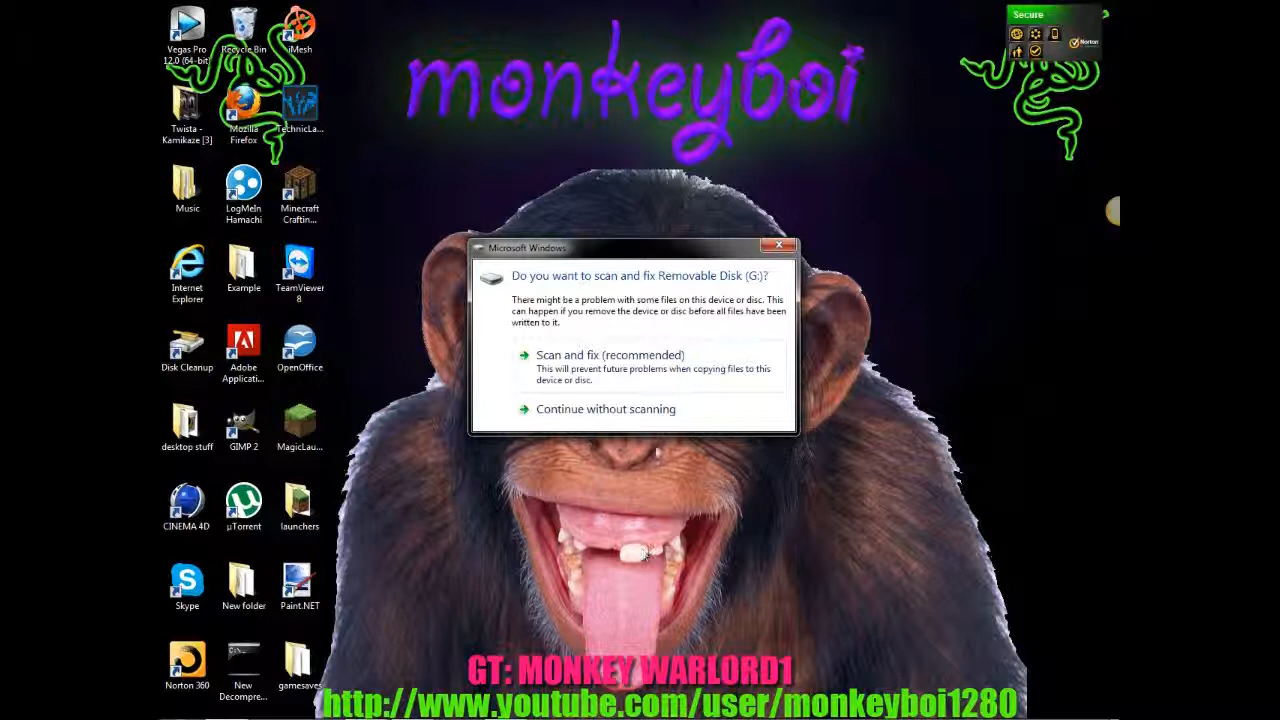 monkeyboi
Secure
Norton
Vegas Pro
12.0 (64-bit)
Recycle Bin
iMesh
Twista -
Kamikaze [3]
Mozilla
Firefox
TechnicLa...
Music
LogMeIn
Hamachi
Minecraft
Craftin...
Internet
Explorer
Example
TeamViewer
8
Disk Cleanup
Adobe
Applicati...
OpenOffice
desktop stuff
GIMP 2
MagicLau...
CINEMA 4D
µTorrent
launchers
Skype
New folder
Paint.NET
Norton 360
New
Decompre...
gamesaves
Microsoft Windows
Do you want to scan and fix Removable Disk (G:)?
There might be a problem with some files on this device or disc. This
can happen if you remove the device or disc before all files have been
written to it.
Scan and fix (recommended)
This will prevent future problems when copying files to this
device or disc.
Continue without scanning
GT: MONKEY WARLORD1
http://www.youtube.com/user/monkeyboi1280